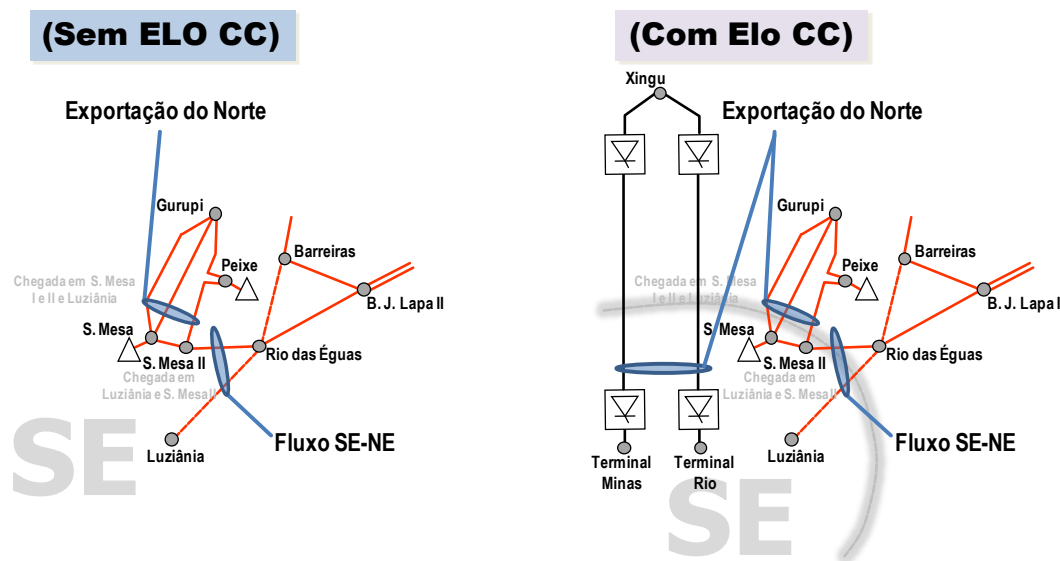 (Sem ELO CC)
Exportação do Norte
Gurupi
Barreiras
Peixe
Chegada em S. Mesa
I e II e Luziânia
B. J. Lapa II
S. Mesa
S. Mesa II
Rio das Éguas
Chegada em
Luziânia e S. Mesa II
SE
Luziânia
Fluxo SE-NE
(Com Elo CC)
Xingu
Exportação do Norte
Gurupi
Barreiras
Peixe
Chegada em S. Mesa
I e II e Luziânia
B. J. Lapa I
S. Mesa
S. Mesa II
Rio das Éguas
Chegada em
Luziânia e S. Mesa II
Luziânia
Fluxo SE-NE
Terminal
Minas
Terminal
Rio
SE